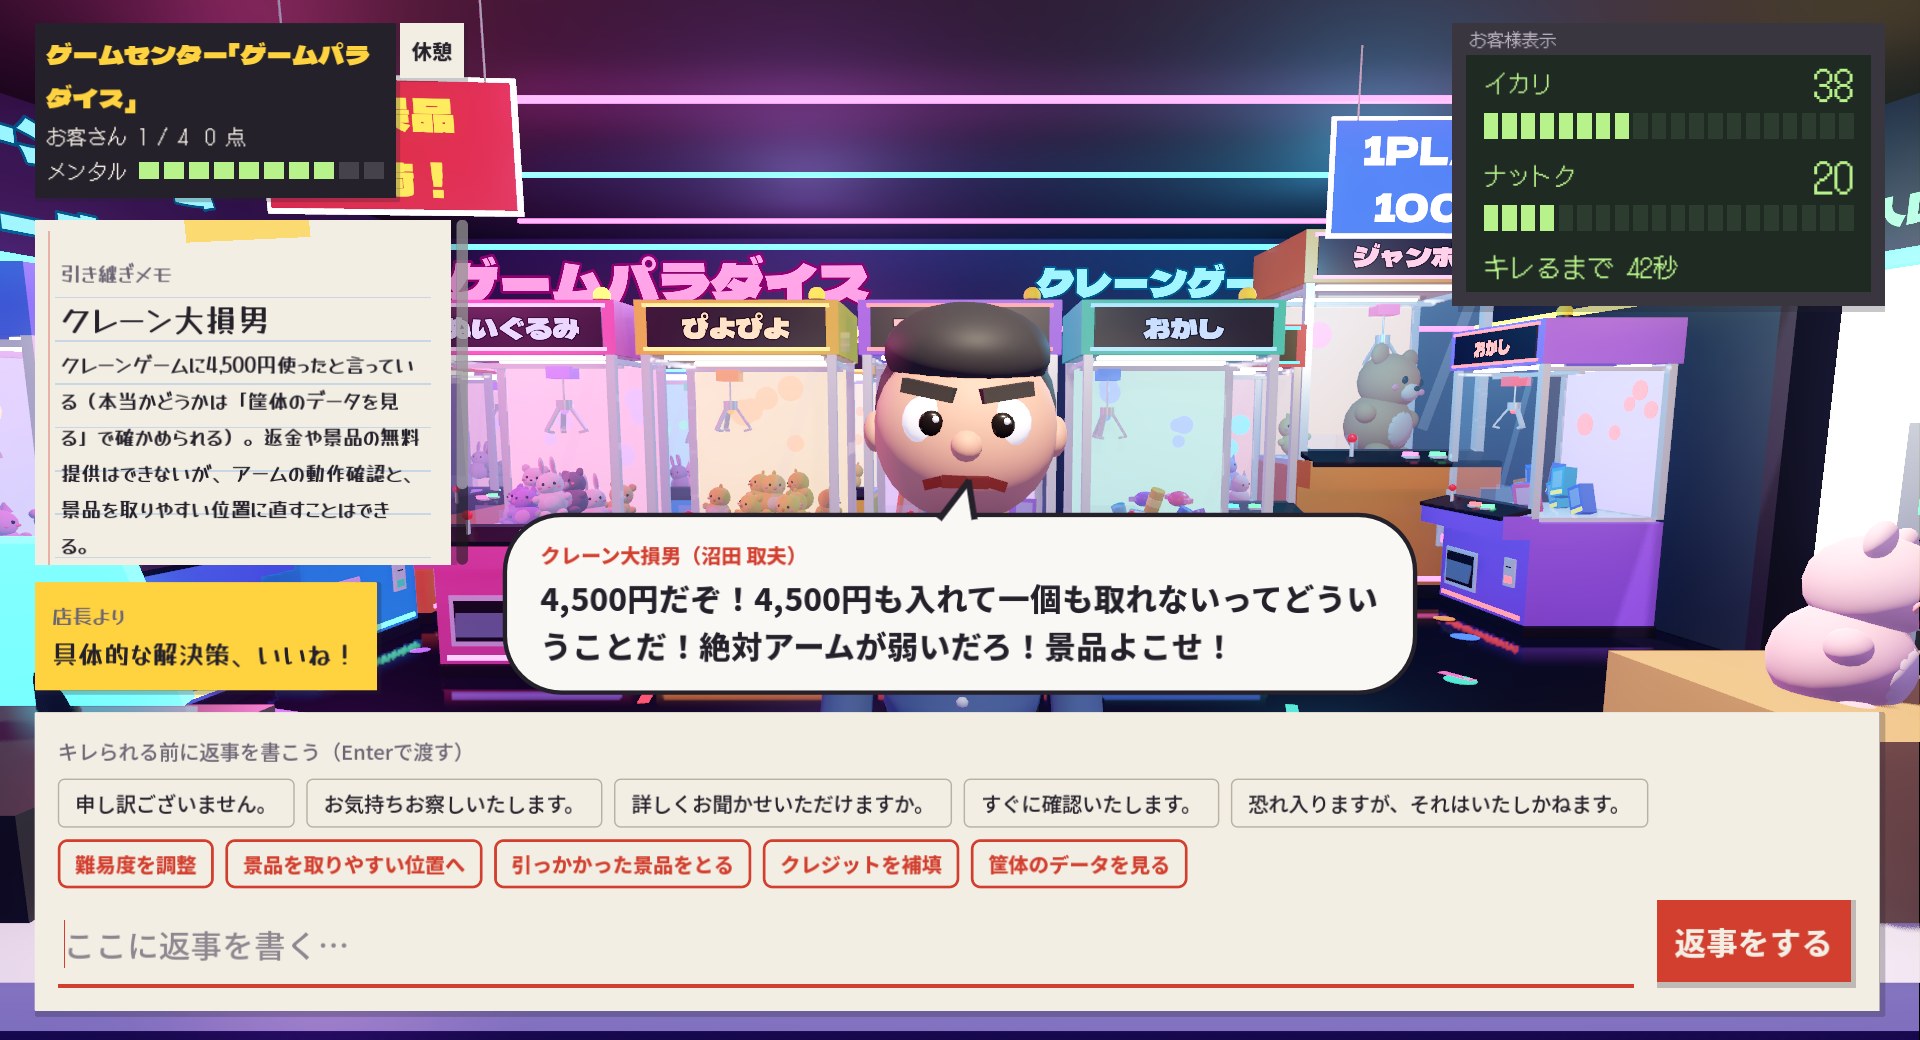 ゲームセンター「ゲームパラ
ダイス」
お客さん 1/4 0点
メンタル
休憩
景品
！
引き継ぎメモ
クレーン大損男
クレーンゲームに4,500円使ったと言ってい
る（本当かどうかは「筐体のデータを見
る」で確かめられる）。返金や景品の無料
提供はできないが、アームの動作確認と、
景品を取りやすい位置に直すことはでき
る。
店長より
具体的な解決策、いいね！
お客様表示
イカリ 38
ナットク 20
キレるまで 42秒
1PL
100
ゲームパラダイス
クレーンゲー
ジャンボ
ぬいぐるみ
ぴよぴよ
おかし
おかし
クレーン大損男（沼田 取夫）
4,500円だぞ！4,500円も入れて一個も取れないってどうい
うことだ！絶対アームが弱いだろ！景品よこせ！
キレられる前に返事を書こう（Enterで渡す）
申し訳ございません。
お気持ちお察しいたします。
詳しくお聞かせいただけますか。
すぐに確認いたします。
恐れ入りますが、それはいたしかねます。
難易度を調整
景品を取りやすい位置へ
引っかかった景品をとる
クレジットを補填
筐体のデータを見る
ここに返事を書く…
返事をする